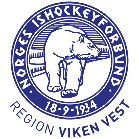 NORGES ISHOCKEYFORBUND
18-9-1934
REGION VIKEN VEST